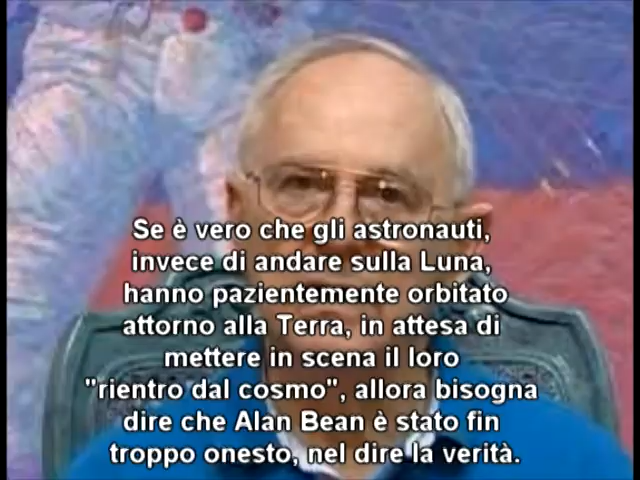 Se è vero che gli astronauti,
invece di andare sulla Luna,
hanno pazientemente orbitato
attorno alla Terra, in attesa di
mettere in scena il loro
"rientro dal cosmo", allora bisogna
dire che Alan Bean è stato fin
troppo onesto, nel dire la verità.